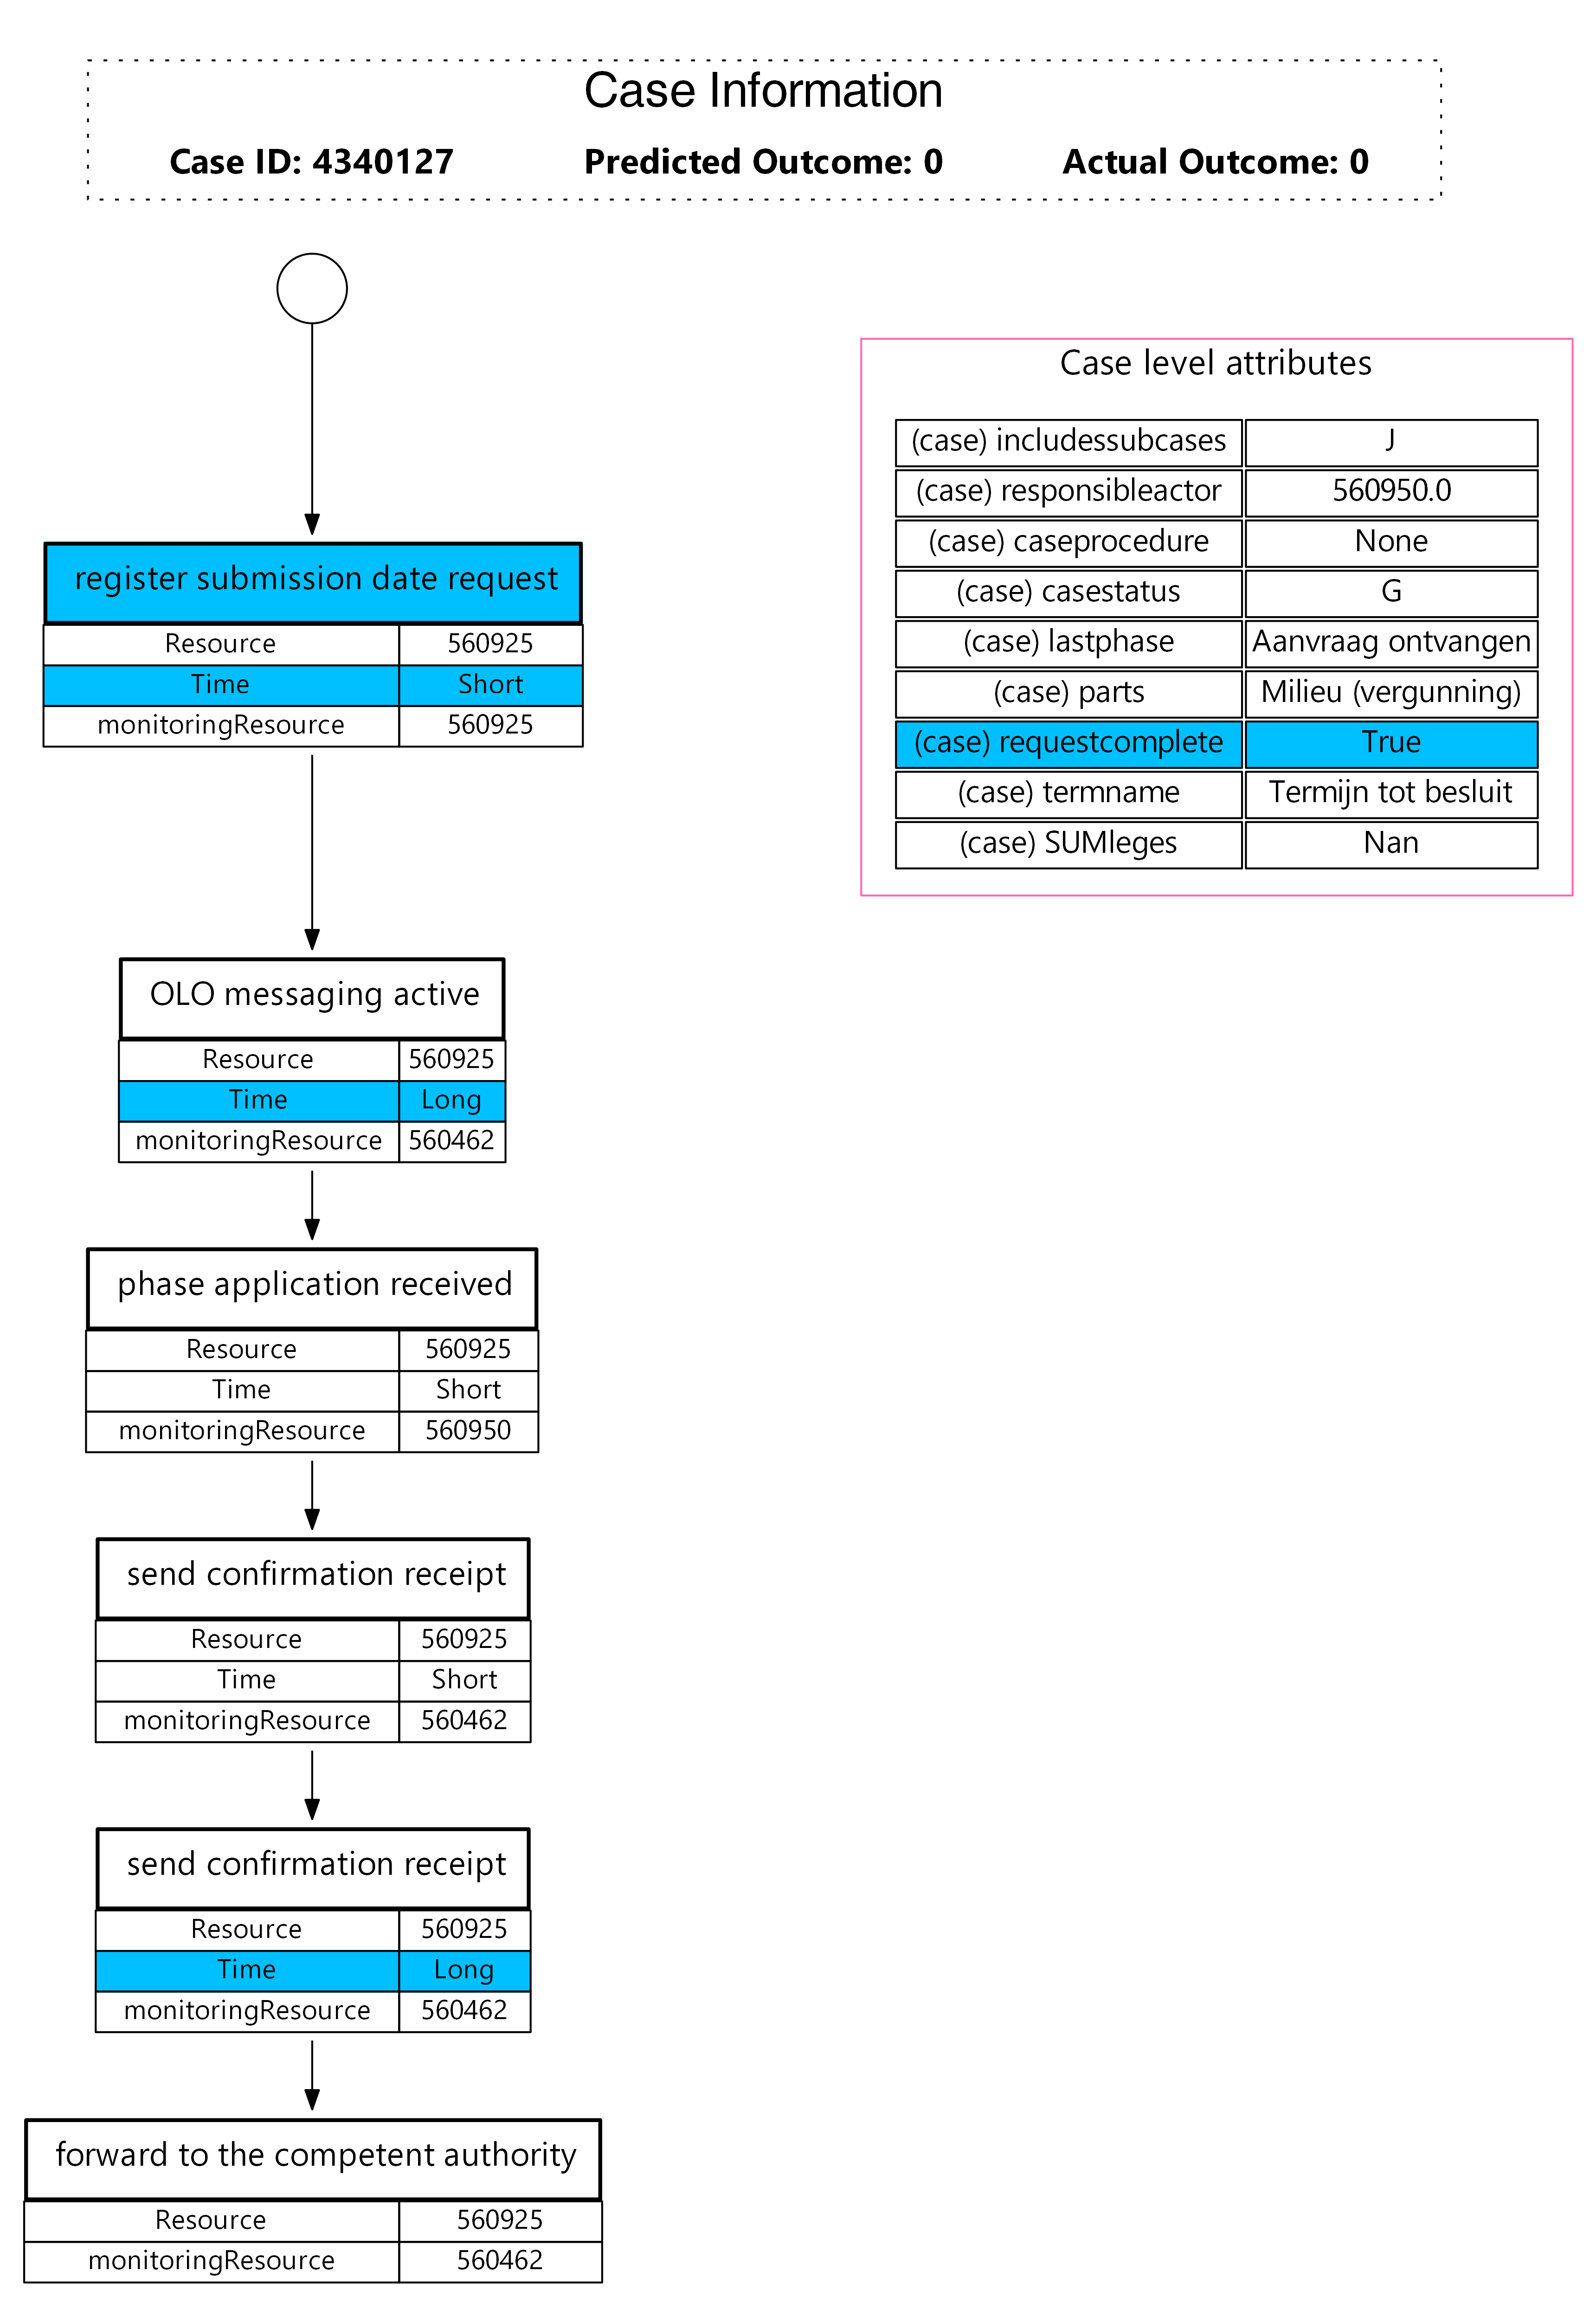 Case Information
Case ID: 4340127 Predicted Outcome: 0 Actual Outcome: 0
Case level attributes
(case) includessubcases J
(case) responsibleactor 560950.0
(case) caseprocedure None
(case) casestatus G
(case) lastphase Aanvraag ontvangen
(case) parts Milieu (vergunning)
(case) requestcomplete True
(case) termname Termijn tot besluit
(case) SUMleges Nan
register submission date request
Resource 560925
Time Short
monitoringResource 560925
OLO messaging active
Resource 560925
Time Long
monitoringResource 560462
phase application received
Resource 560925
Time Short
monitoringResource 560950
send confirmation receipt
Resource 560925
Time Short
monitoringResource 560462
send confirmation receipt
Resource 560925
Time Long
monitoringResource 560462
forward to the competent authority
Resource 560925
monitoringResource 560462